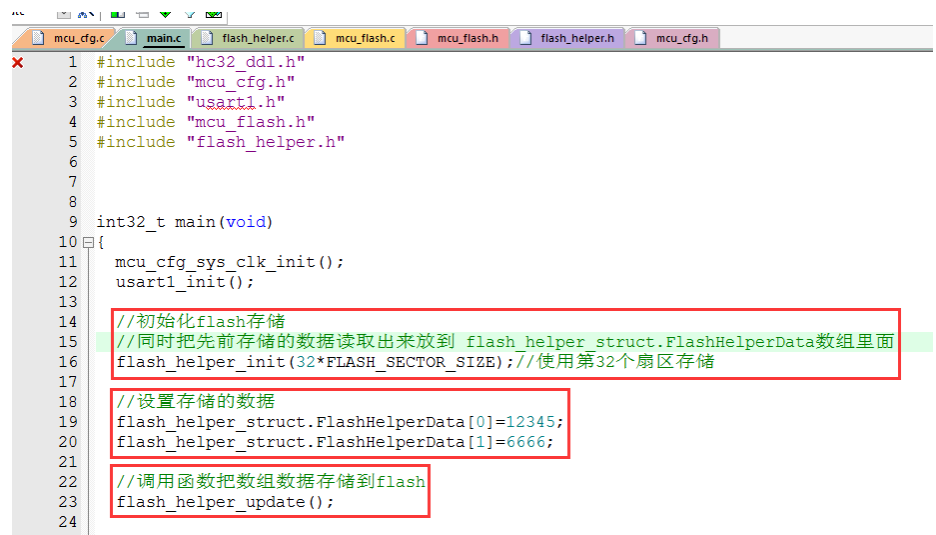 mcu_cfg.c main.c flash_helper.c mcu_flash.c mcu_flash.h flash_helper.h mcu_cfg.h
1 #include "hc32_ddl.h"
2 #include "mcu_cfg.h"
3 #include "usart1.h"
4 #include "mcu_flash.h"
5 #include "flash_helper.h"
6
7
8
9 int32_t main(void)
10 {
11 mcu_cfg_sys_clk_init();
12 usart1_init();
13
14 //初始化flash存储
15 //同时把先前存储的数据读取出来放到 flash_helper_struct.FlashHelperData数组里面
16 flash_helper_init(32*FLASH_SECTOR_SIZE);//使用第32个扇区存储
17
18 //设置存储的数据
19 flash_helper_struct.FlashHelperData[0]=12345;
20 flash_helper_struct.FlashHelperData[1]=6666;
21
22 //调用函数把数组数据存储到flash
23 flash_helper_update();
24